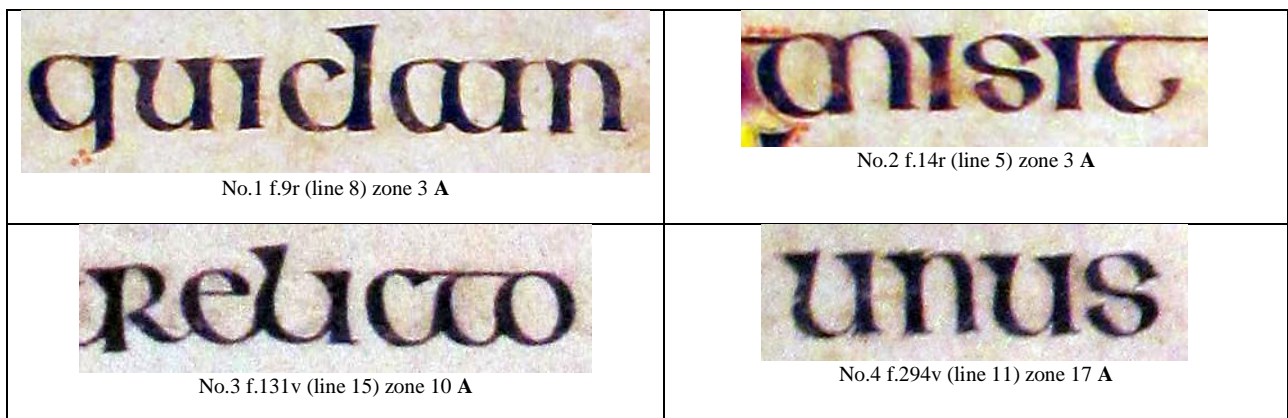 quidam
No.1 f.9r (line 8) zone 3 A
misit
No.2 f.14r (line 5) zone 3 A
relicto
No.3 f.131v (line 15) zone 10 A
unus
No.4 f.294v (line 11) zone 17 A